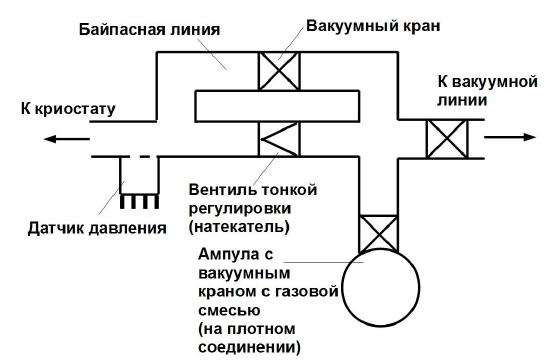 Байпасная линия
Вакуумный кран
К криостату
К вакуумной
линии
Вентиль тонкой
регулировки
(натекатель)
Датчик давления
Ампула с
вакуумным
краном с газовой
смесью
(на плотном
соединении)